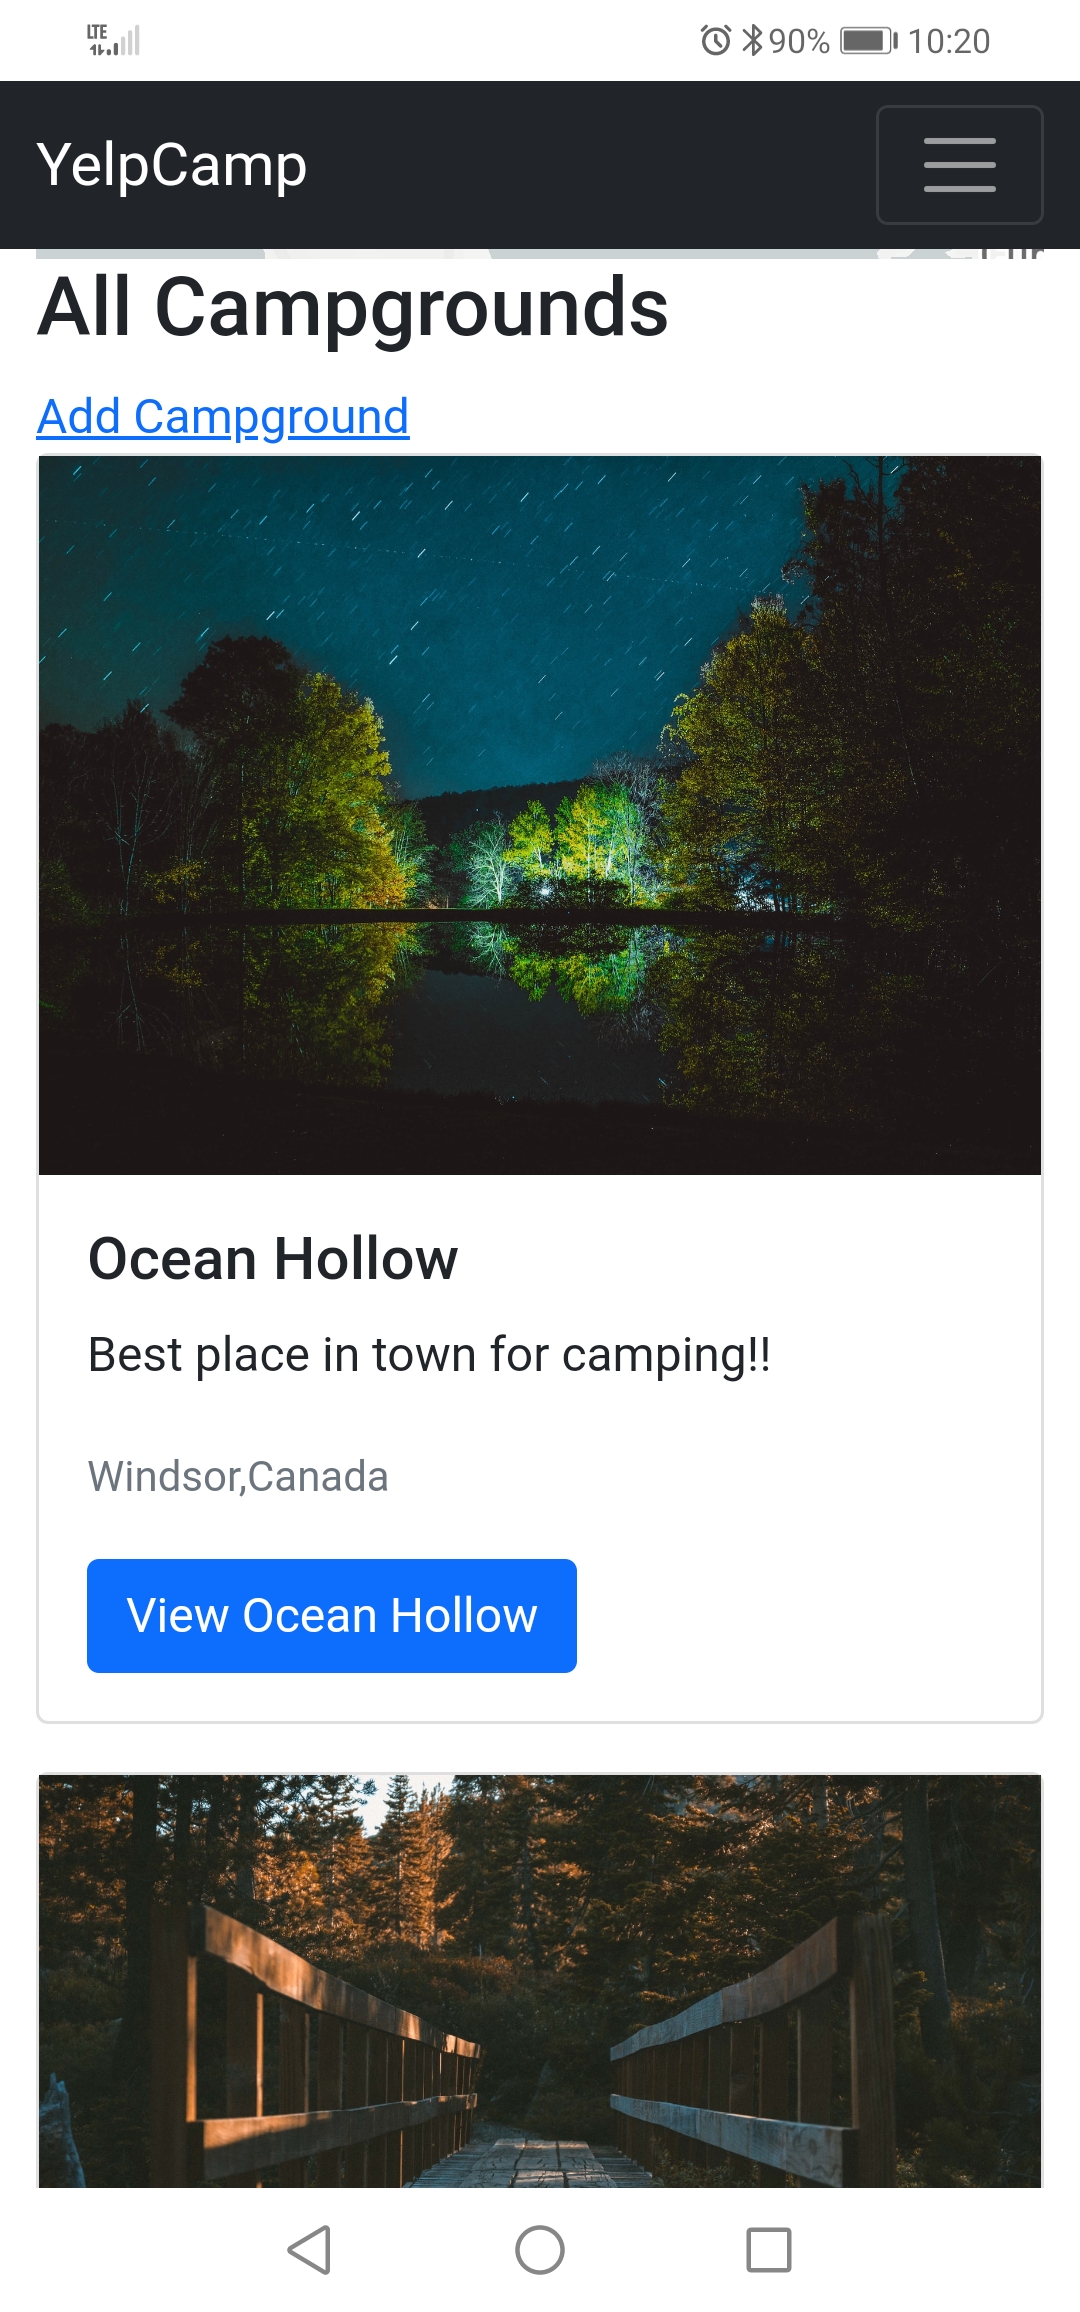 LTE 90% 10:20
YelpCamp
All Campgrounds
Add Campground
Ocean Hollow
Best place in town for camping!!
Windsor,Canada
View Ocean Hollow